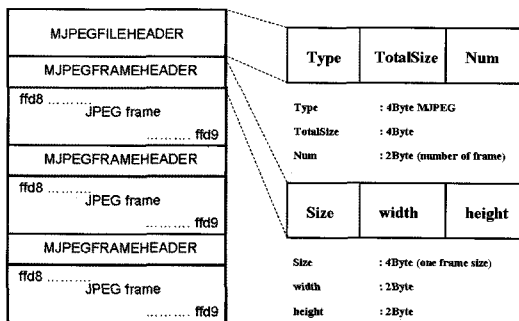 MJPEGFILEHEADER
MJPEGFRAMEHEADER
ffd8 ..........
JPEG frame
.......... ffd9
MJPEGFRAMEHEADER
ffd8 ..........
JPEG frame
.......... ffd9
MJPEGFRAMEHEADER
ffd8 ..........
JPEG frame
.......... ffd9
Type TotalSize Num
Type : 4Byte MJPEG
TotalSize : 4Byte
Num : 2Byte (number of frame)
Size width height
Size : 4Byte (one frame size)
width : 2Byte
height : 2Byte